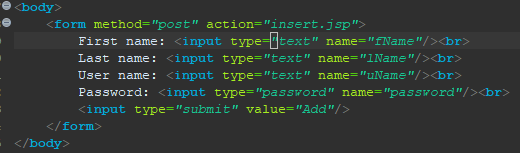 <body>
<form method="post" action="insert.jsp">
First name: <input type="text" name="fName"/><br>
Last name: <input type="text" name="lName"/><br>
User name: <input type="text" name="uName"/><br>
Password: <input type="password" name="password"/><br>
<input type="submit" value="Add"/>
</form>
</body>